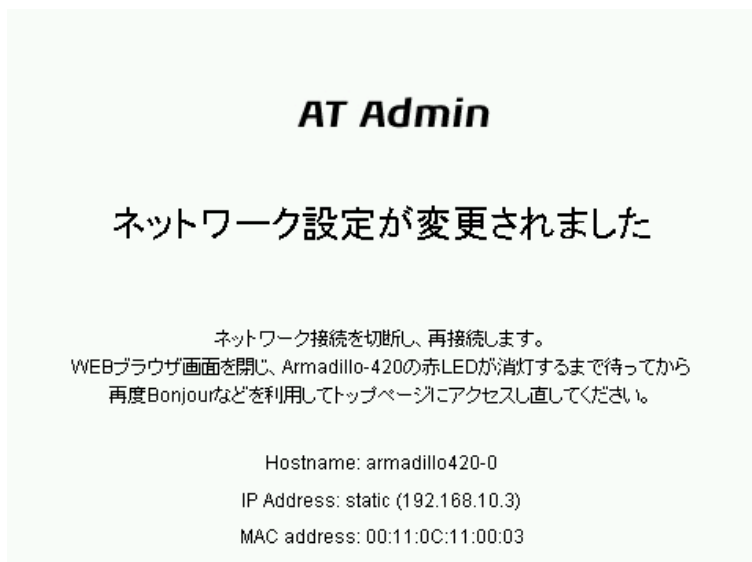 AT Admin
ネットワーク設定が変更されました
ネットワーク接続を切断し、再接続します。
WEBブラウザ画面を閉じ、Armadillo-420の赤LEDが消灯するまで待ってから
再度Bonjourなどを利用してトップページにアクセスし直してください。
Hostname: armadillo420-0
IP Address: static (192.168.10.3)
MAC address: 00:11:0C:11:00:03